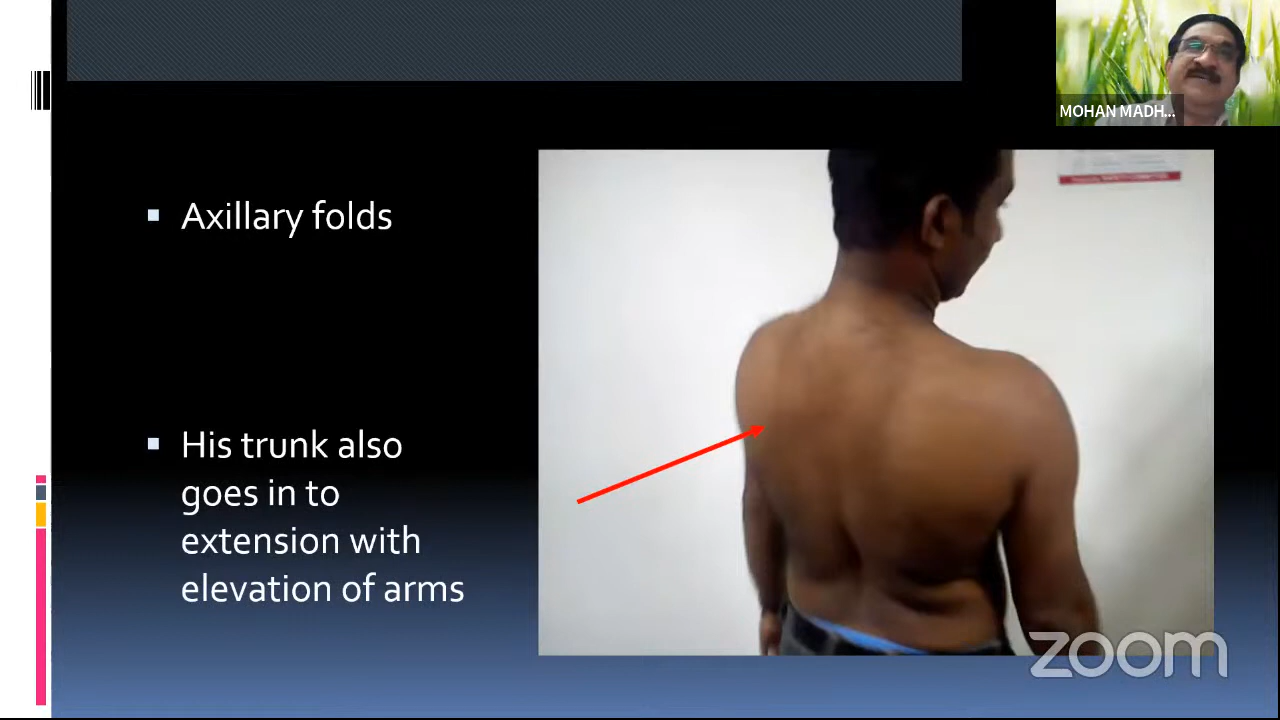 MOHAN MADH...
Axillary folds
His trunk also
goes in to
extension with
elevation of arms
zoom